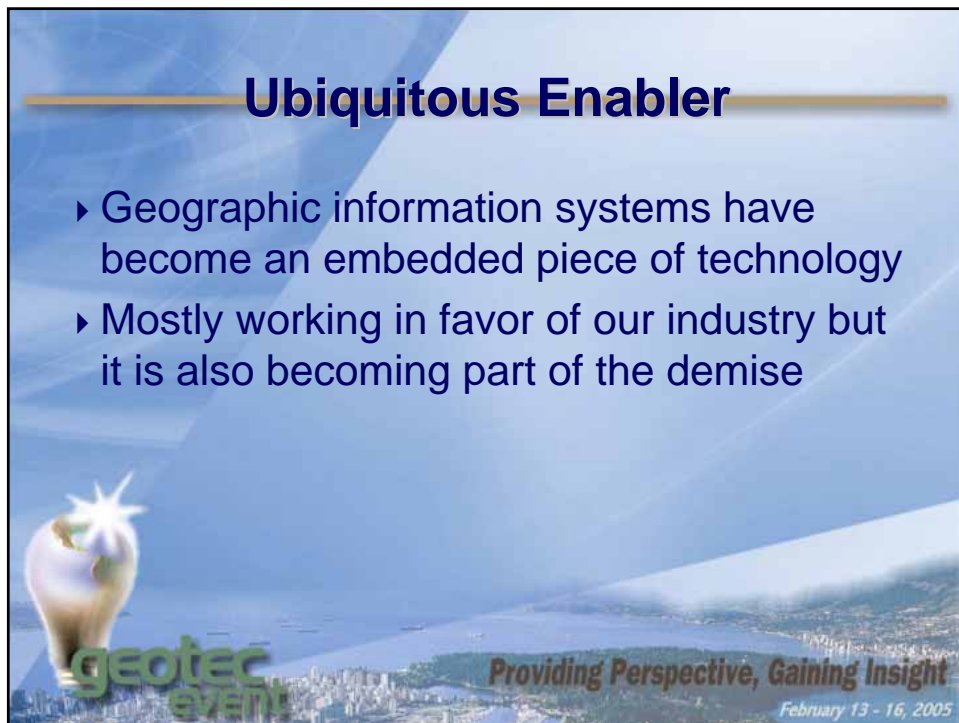 Ubiquitous Enabler
Geographic information systems have
become an embedded piece of technology
Mostly working in favor of our industry but
it is also becoming part of the demise
geotec
event
Providing Perspective, Gaining Insight
February 13 - 16, 2005